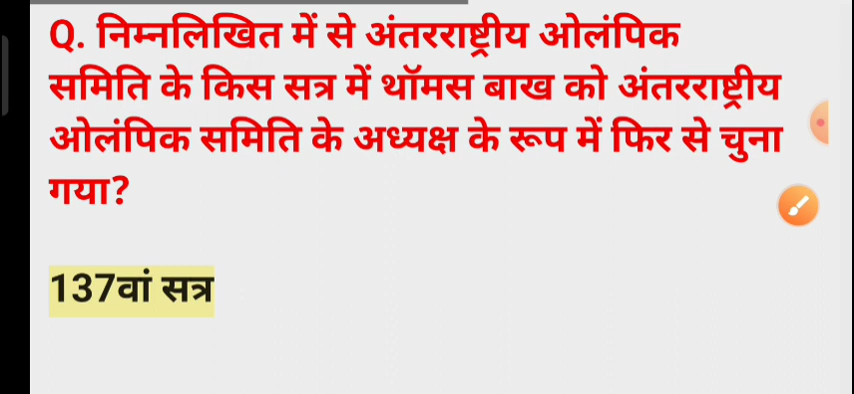 Q. निम्नलिखित में से अंतरराष्ट्रीय ओलंपिक
समिति के किस सत्र में थॉमस बाख को अंतरराष्ट्रीय
ओलंपिक समिति के अध्यक्ष के रूप में फिर से चुना
गया?
137वां सत्र